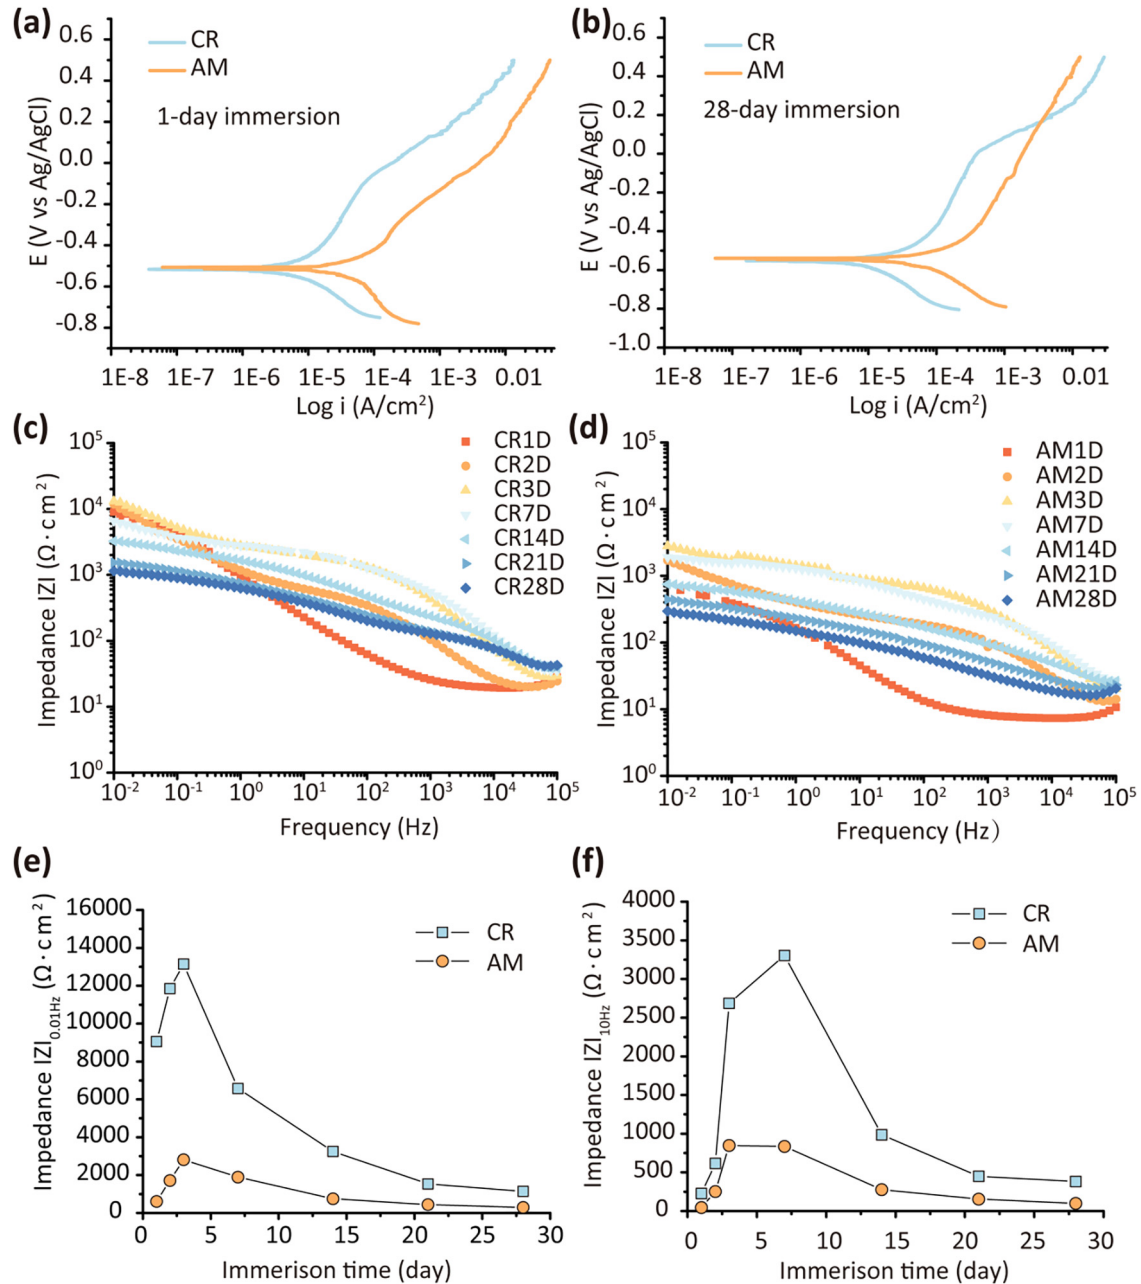 (a)
0.6
0.4
0.2
0.0
-0.2
-0.4
-0.6
-0.8
E (V vs Ag/AgCl)
CR
AM
1-day immersion
1E-8 1E-7 1E-6 1E-5 1E-4 1E-3 0.01
Log i (A/cm²)
(b)
0.6
0.4
0.2
0.0
-0.2
-0.4
-0.6
-0.8
-1.0
E (V vs Ag/AgCl)
CR
AM
28-day immersion
1E-8 1E-7 1E-6 1E-5 1E-4 1E-3 0.01
Log i (A/cm²)
(c)
10⁵
10⁴
10³
10²
10¹
10⁰
Impedance IZI (Ω·cm²)
CR1D
CR2D
CR3D
CR7D
CR14D
CR21D
CR28D
10⁻² 10⁻¹ 10⁰ 10¹ 10² 10³ 10⁴ 10⁵
Frequency (Hz)
(d)
10⁵
10⁴
10³
10²
10¹
10⁰
Impedance IZI (Ω·cm²)
AM1D
AM2D
AM3D
AM7D
AM14D
AM21D
AM28D
10⁻² 10⁻¹ 10⁰ 10¹ 10² 10³ 10⁴ 10⁵
Frequency (Hz）
(e)
16000
14000
12000
10000
8000
6000
4000
2000
0
Impedance IZI0.01Hz (Ω·cm²)
CR
AM
0 5 10 15 20 25 30
Immerison time (day)
(f)
4000
3500
3000
2500
2000
1500
1000
500
0
Impedance IZI10Hz (Ω·cm²)
CR
AM
0 5 10 15 20 25 30
Immerison time (day)